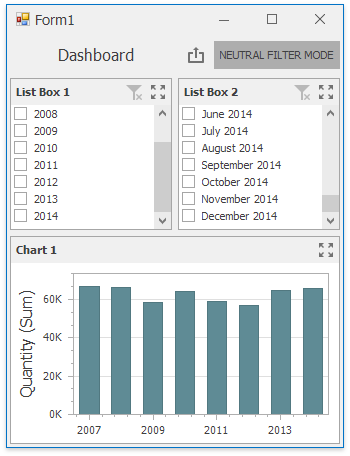 Form1
Dashboard
NEUTRAL FILTER MODE
List Box 1
2008
2009
2010
2011
2012
2013
2014
List Box 2
June 2014
July 2014
August 2014
September 2014
October 2014
November 2014
December 2014
Chart 1
Quantity (Sum)
60K
40K
20K
0K
2007
2009
2011
2013